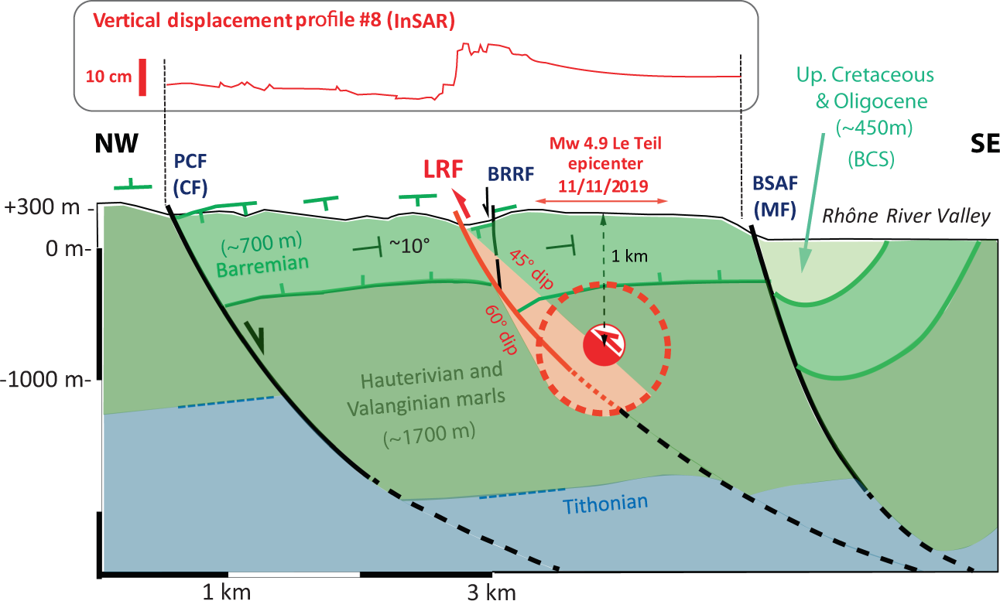 Vertical displacement profile #8 (InSAR)
10 cm
Up. Cretaceous
& Oligocene
(~450m)
(BCS)
NW
SE
PCF
(CF)
LRF
BRRF
Mw 4.9 Le Teil
epicenter
11/11/2019
BSAF
(MF)
Rhône River Valley
+300 m
0 m
-1000 m
(~700 m)
Barremian
~10°
45° dip
1 km
60° dip
Hauterivian and
Valanginian marls
(~1700 m)
Tithonian
1 km
3 km